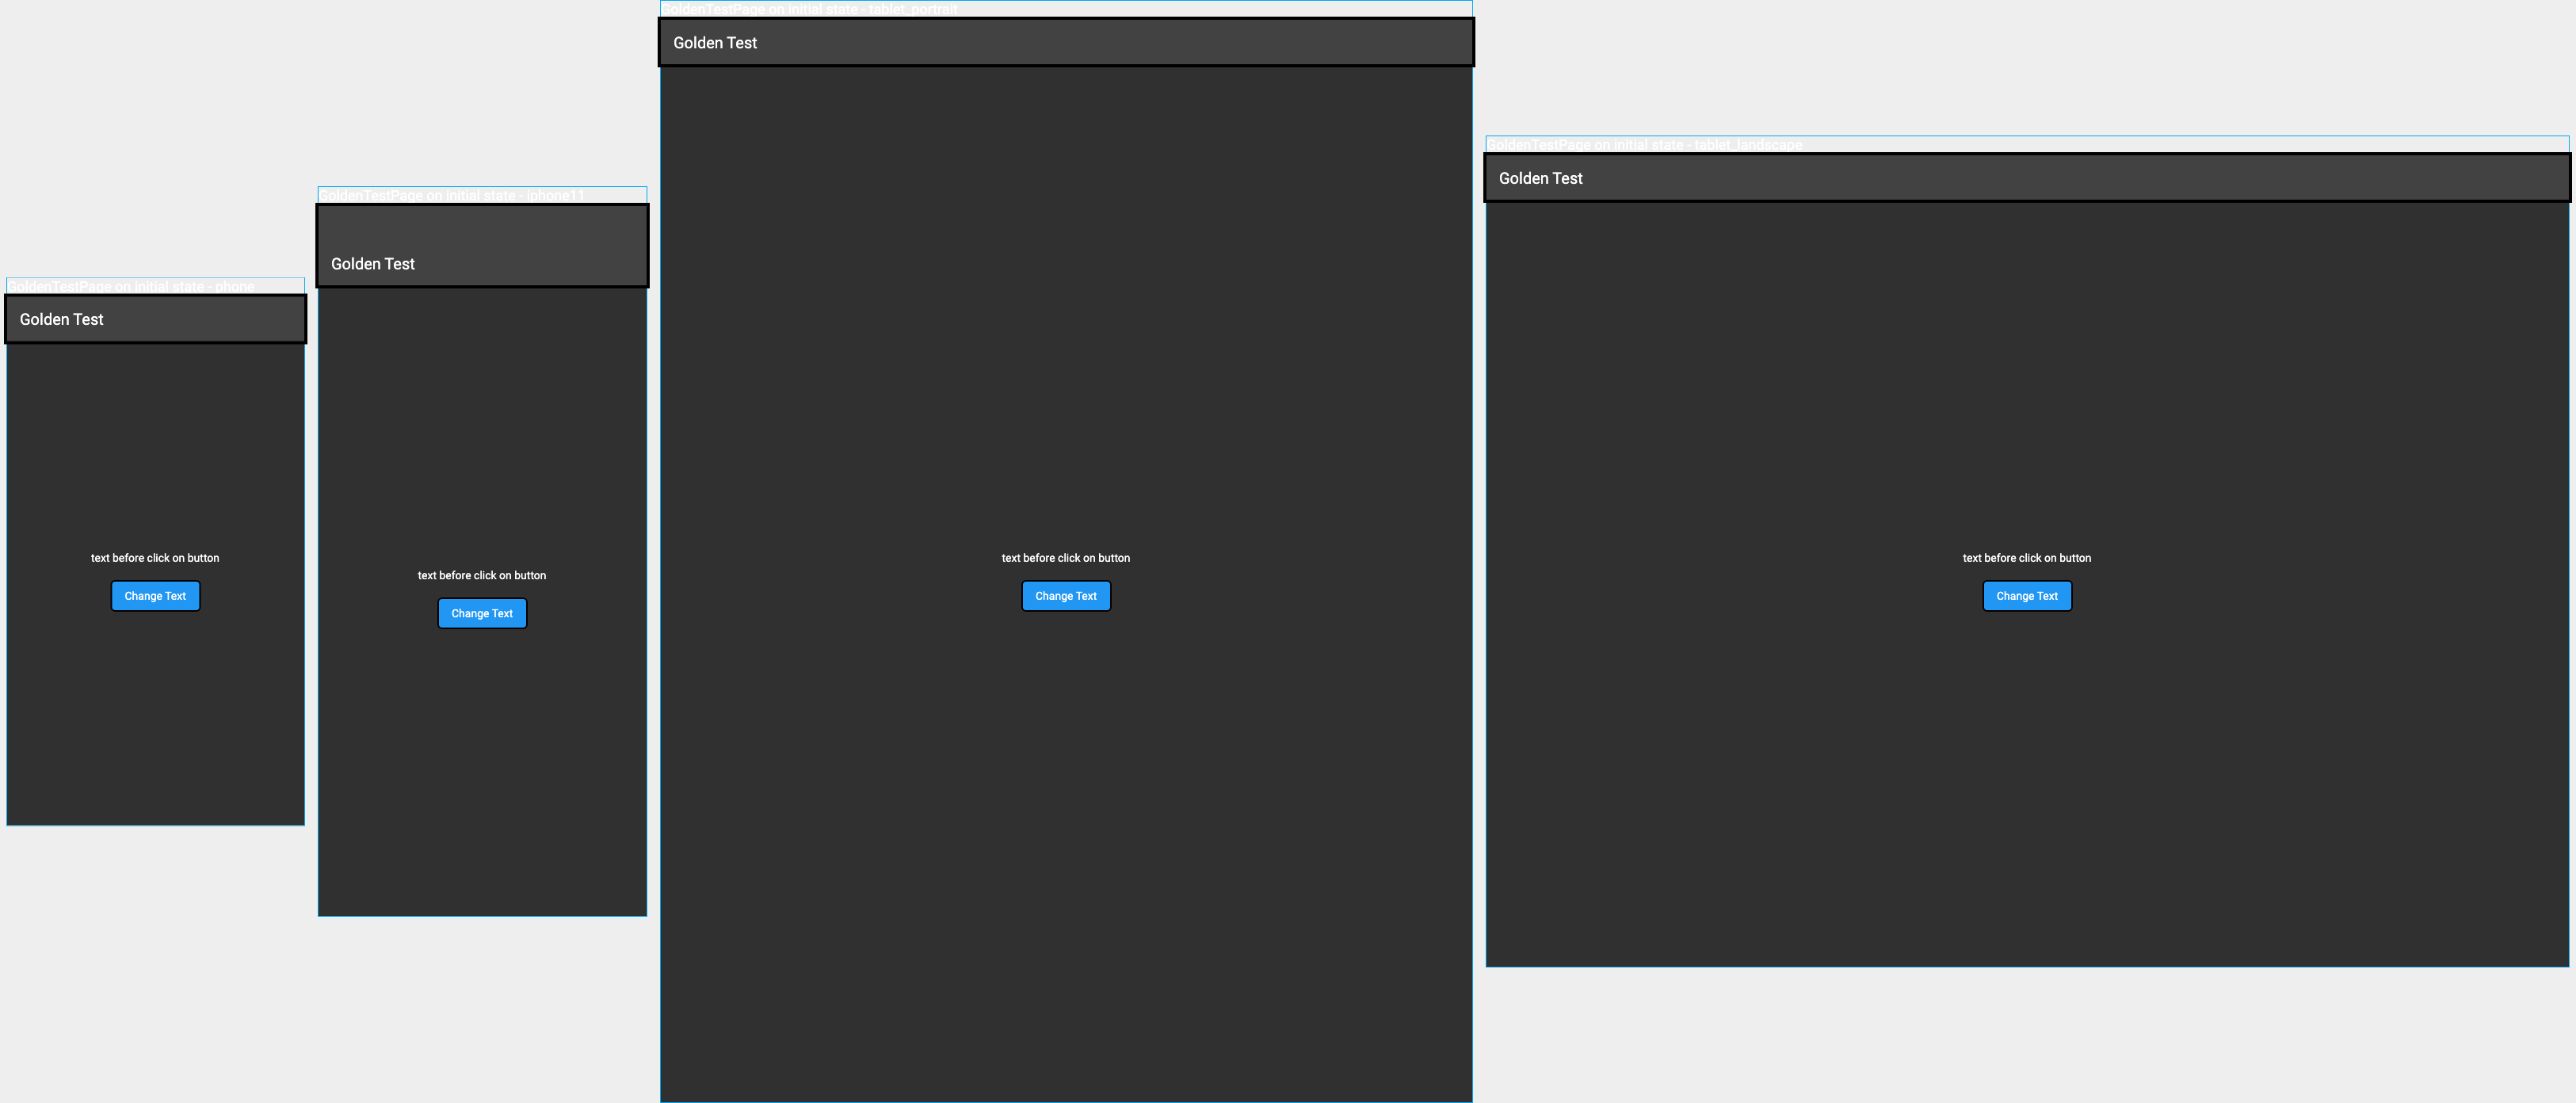 GoldenTestPage on initial state - phone
Golden Test
text before click on button
Change Text
GoldenTestPage on initial state - iphone11
Golden Test
text before click on button
Change Text
GoldenTestPage on initial state - tablet_portrait
Golden Test
text before click on button
Change Text
GoldenTestPage on initial state - tablet_landscape
Golden Test
text before click on button
Change Text